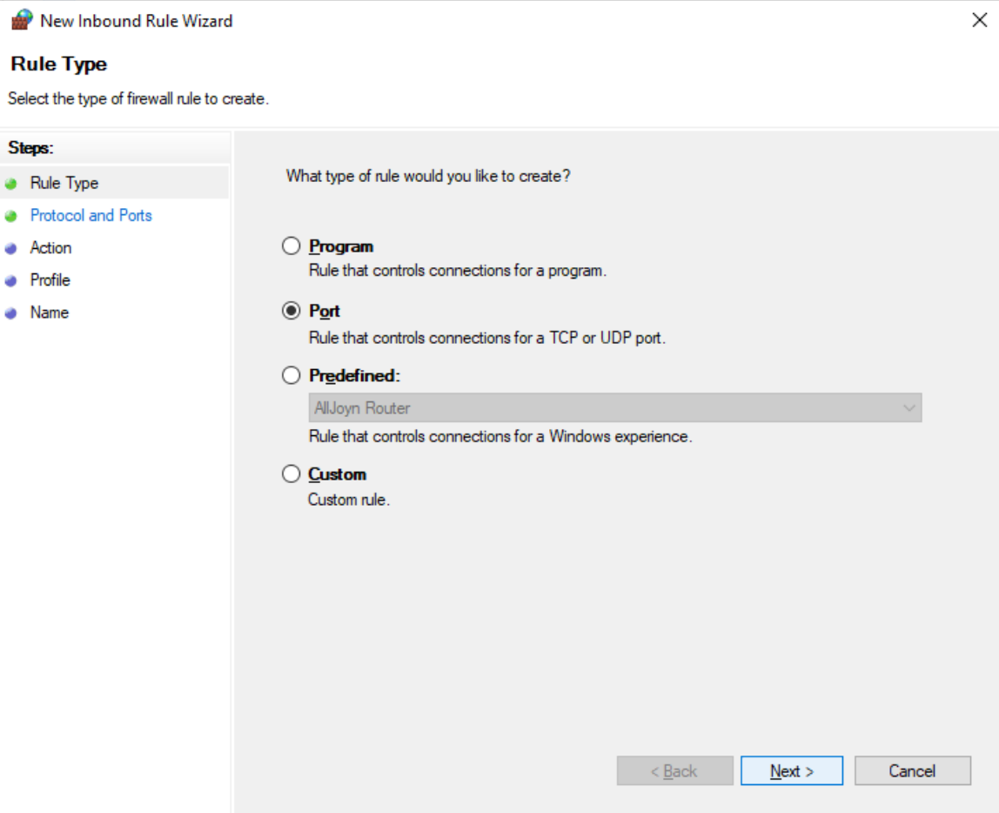 New Inbound Rule Wizard
Rule Type
Select the type of firewall rule to create.
Steps:
Rule Type
Protocol and Ports
Action
Profile
Name
What type of rule would you like to create?
Program
Rule that controls connections for a program.
Port
Rule that controls connections for a TCP or UDP port.
Predefined:
AllJoyn Router
Rule that controls connections for a Windows experience.
Custom
Custom rule.
< Back
Next >
Cancel